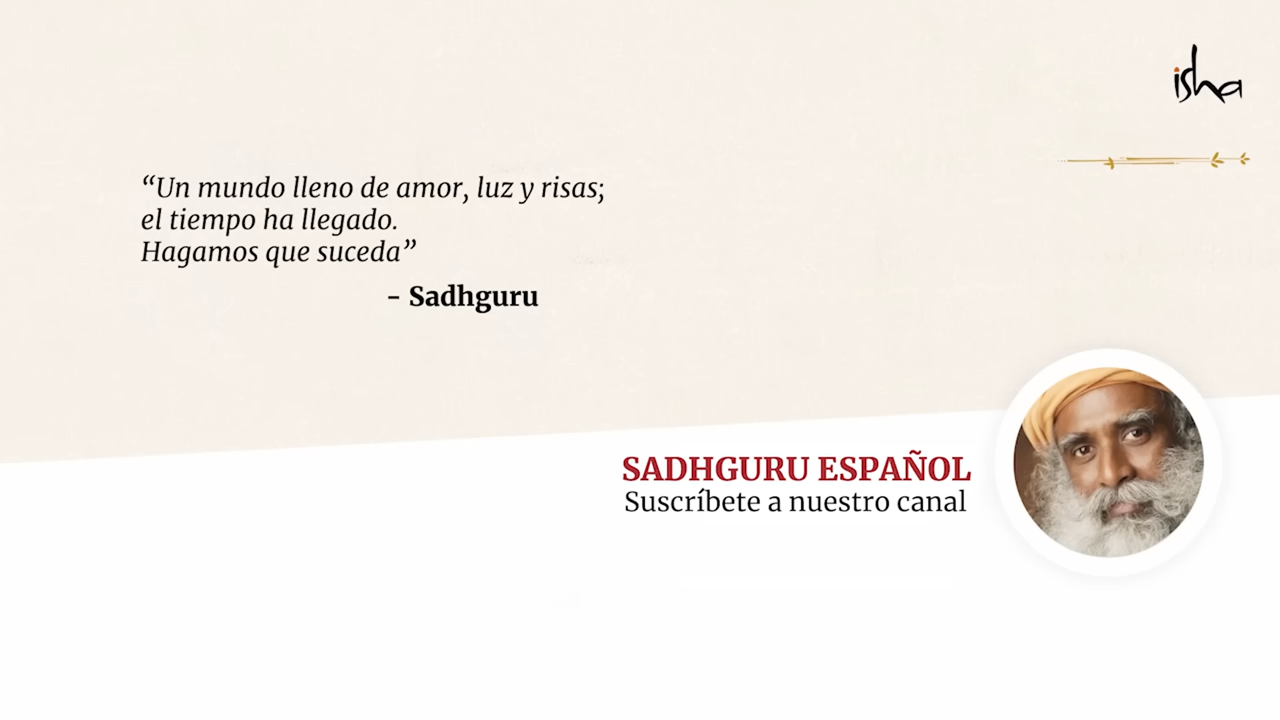 isha
“Un mundo lleno de amor, luz y risas;
el tiempo ha llegado.
Hagamos que suceda”
- Sadhguru
SADHGURU ESPAÑOL
Suscríbete a nuestro canal